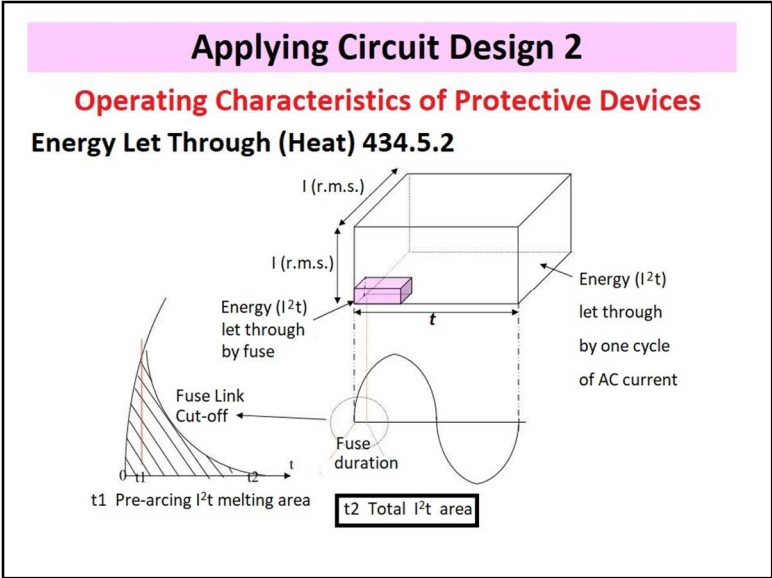 Applying Circuit Design 2
Operating Characteristics of Protective Devices
Energy Let Through (Heat) 434.5.2
I (r.m.s.)
I (r.m.s.)
Energy (I²t)
let through
by fuse
t
Energy (I²t)
let through
by one cycle
of AC current
Fuse Link
Cut-off
Fuse
duration
0 t1 t2 t
t1 Pre-arcing I²t melting area
t2 Total I²t area